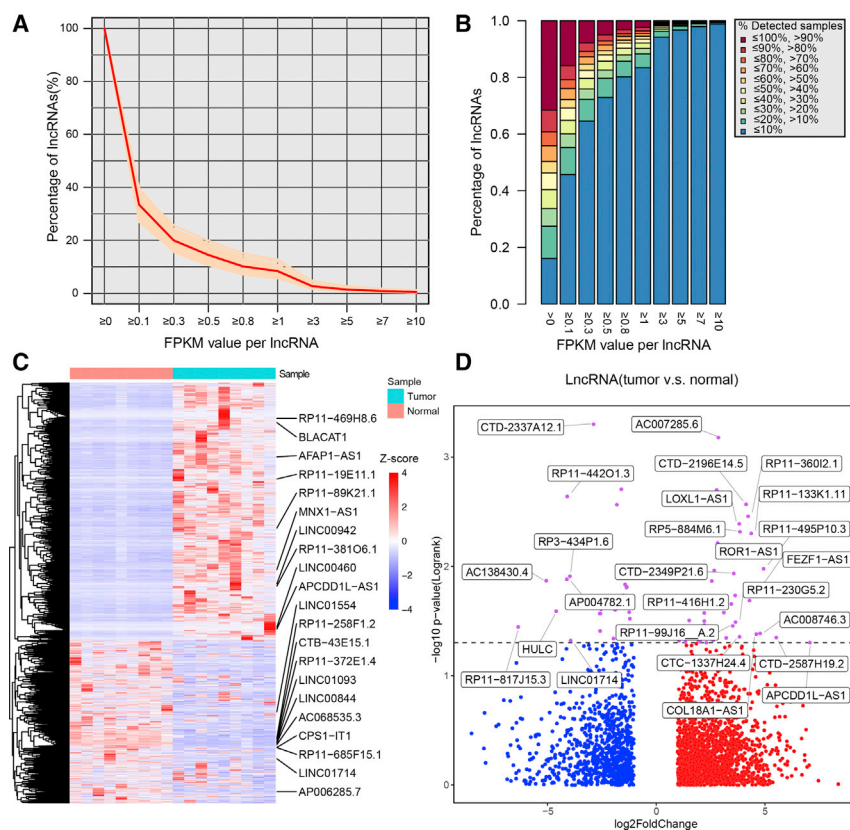 A
Percentage of lncRNAs(%)
100
80
60
40
20
0
≥0
≥0.1
≥0.3
≥0.5
≥0.8
≥1
≥3
≥5
≥7
≥10
FPKM value per lncRNA
B
Percentage of lncRNAs
1.0
0.8
0.6
0.4
0.2
0.0
>0
≥0.1
≥0.3
≥0.5
≥0.8
≥1
≥3
≥5
≥7
≥10
FPKM value per lncRNA
% Detected samples
≤100%, >90%
≤90%, >80%
≤80%, >70%
≤70%, >60%
≤60%, >50%
≤50%, >40%
≤40%, >30%
≤30%, >20%
≤20%, >10%
≤10%
C
Sample
Sample
Tumor
Normal
Z-score
4
2
0
-2
-4
RP11-469H8.6
BLACAT1
AFAP1-AS1
RP11-19E11.1
RP11-89K21.1
MNX1-AS1
LINC00942
RP11-381O6.1
LINC00460
APCDD1L-AS1
LINC01554
RP11-258F1.2
CTB-43E15.1
RP11-372E1.4
LINC01093
LINC00844
AC068535.3
CPS1-IT1
RP11-685F15.1
LINC01714
AP006285.7
D
LncRNA(tumor v.s. normal)
−log10 p-value(Logrank)
3
2
1
0
CTD-2337A12.1
AC007285.6
RP11-442O1.3
CTD-2196E14.5
RP11-360I2.1
LOXL1-AS1
RP11-133K1.11
RP5-884M6.1
RP11-495P10.3
RP3-434P1.6
ROR1-AS1
FEZF1-AS1
AC138430.4
CTD-2349P21.6
RP11-230G5.2
AP004782.1
RP11-416H1.2
AC008746.3
RP11-99J16__A.2
HULC
CTC-1337H24.4
CTD-2587H19.2
RP11-817J15.3
LINC01714
APCDD1L-AS1
COL18A1-AS1
−5
0
5
log2FoldChange